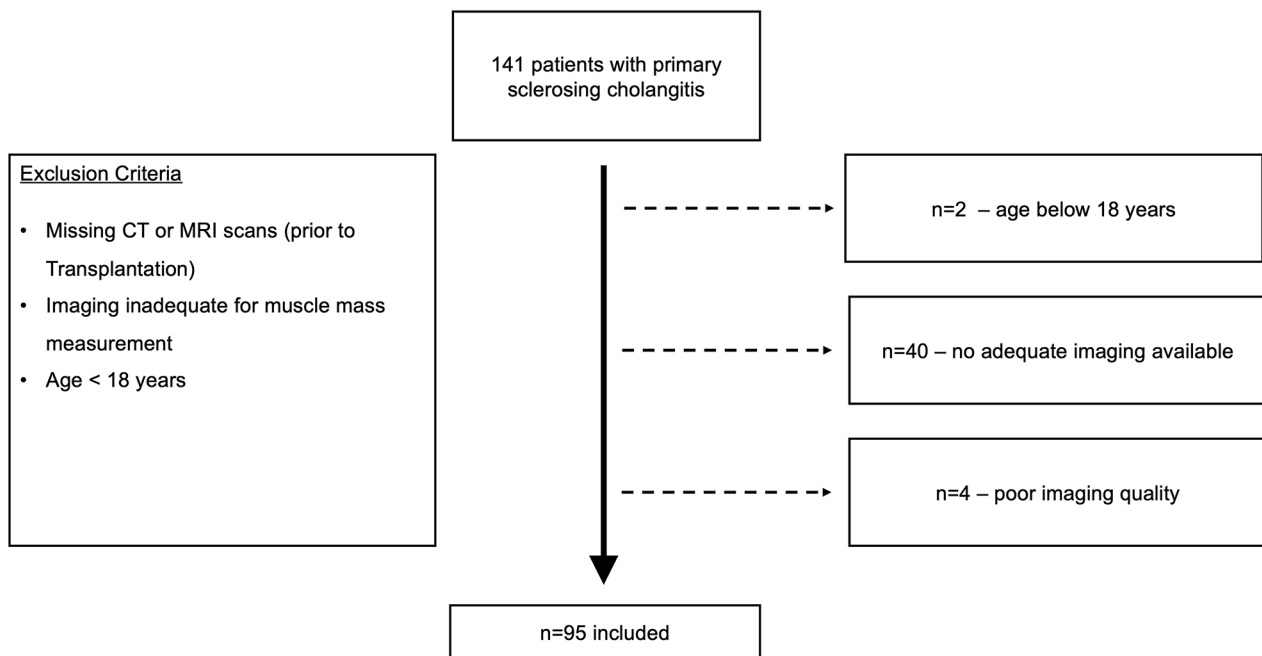 141 patients with primary
sclerosing cholangitis
Exclusion Criteria
• Missing CT or MRI scans (prior to
Transplantation)
• Imaging inadequate for muscle mass
measurement
• Age < 18 years
n=2 – age below 18 years
n=40 – no adequate imaging available
n=4 – poor imaging quality
n=95 included